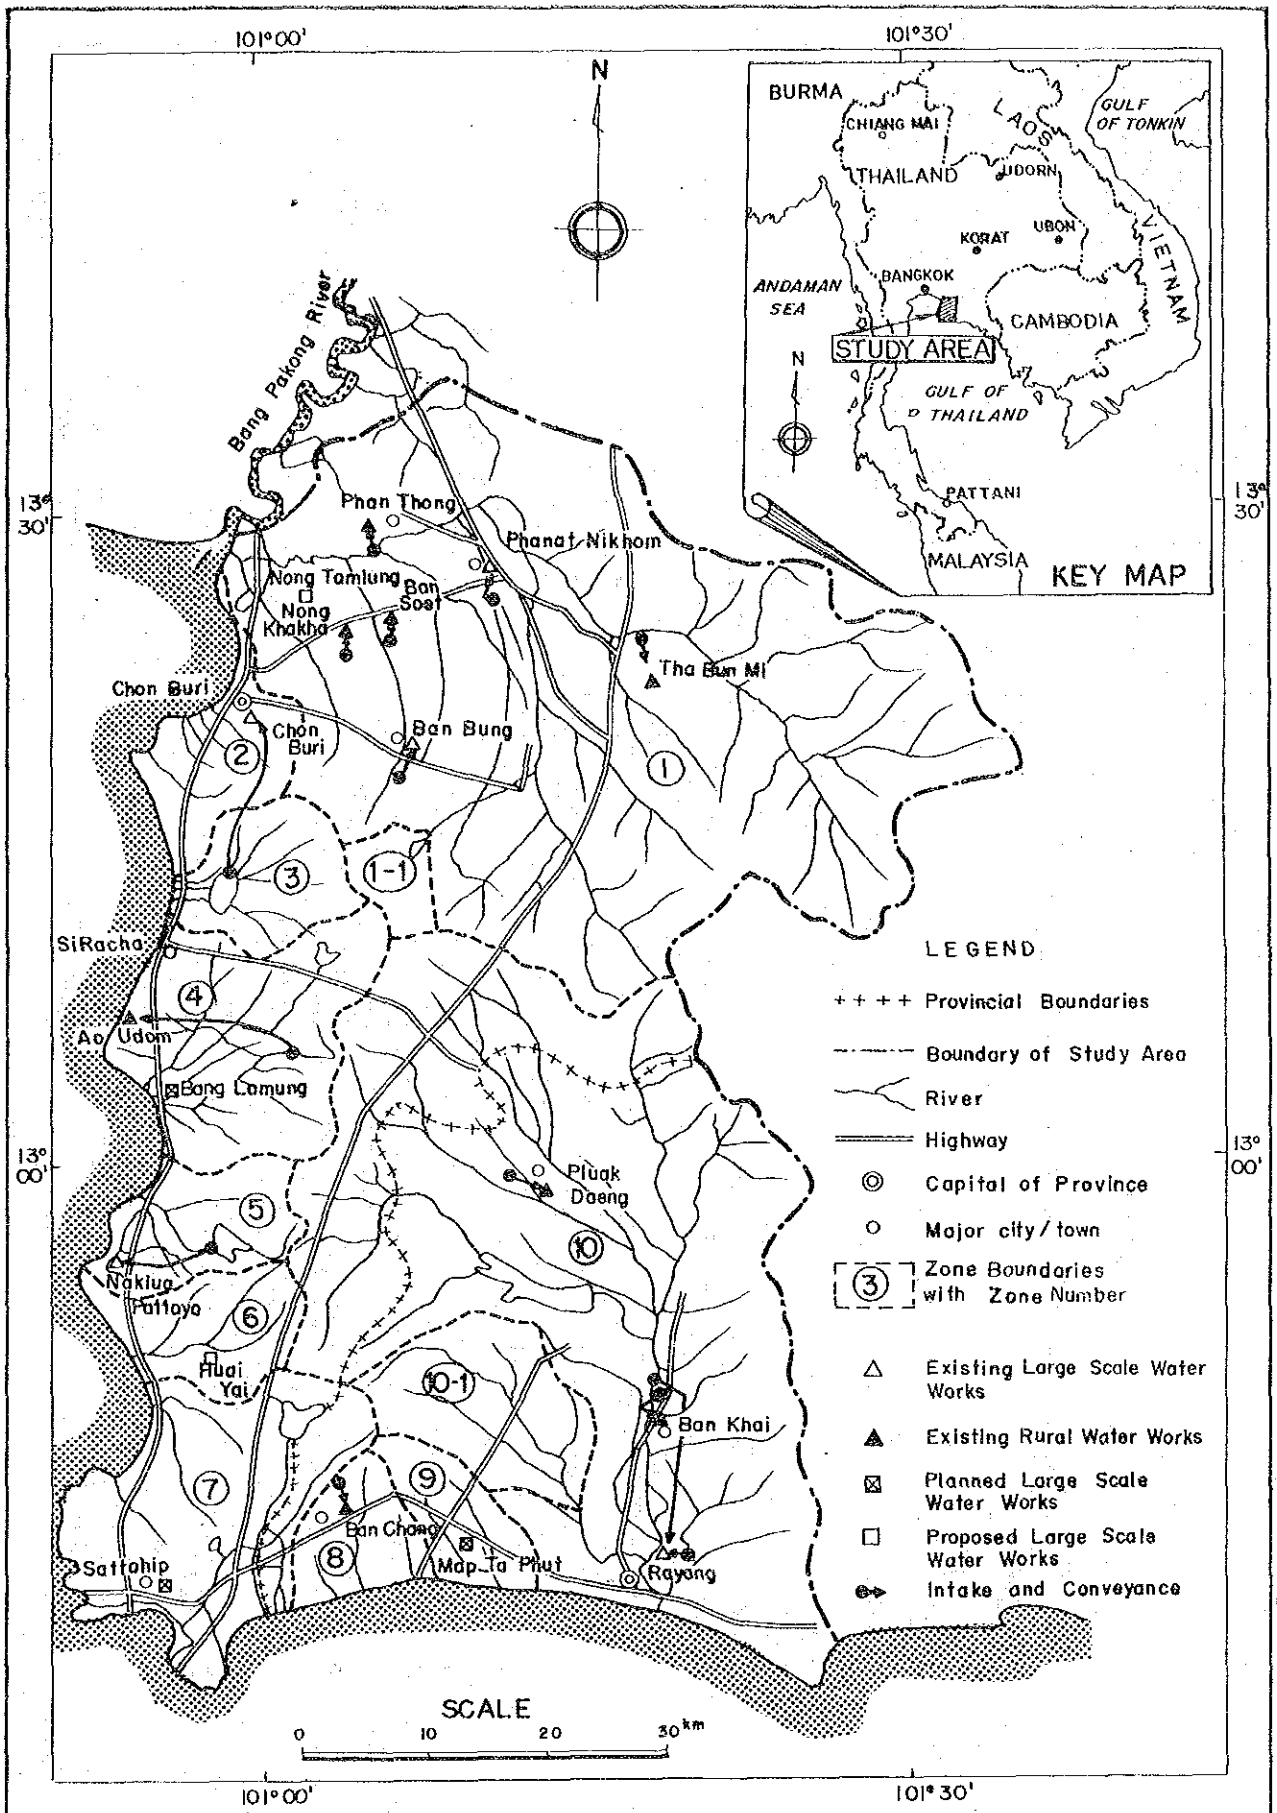 101°00'
101°30'
N
BURMA
CHIANG MAI
LAOS
GULF
OF TONKIN
THAILAND
UDORN
VIETNAM
KORAT
UBON
BANGKOK
ANDAMAN
SEA
CAMBODIA
STUDY AREA
N
GULF OF
THAILAND
PATTANI
MALAYSIA
KEY MAP
Bang Pakong River
13°
30'
13°
30'
Phan Thong
Phanat Nikhom
Nong Tamlung
Ban
Soat
Nong
Khakha
Tha Bun Mi
Chon Buri
Chon
Buri
Ban Bung
2
1
3
1-1
SiRacha
4
Ao Udom
Bang Lamung
13°
00'
13°
00'
Pluak
Daeng
5
10
Naklua
Pattaya
6
Huai
Yai
10-1
Ban Khai
7
9
Ban Chang
8
Map Ta Phut
Sattahip
Rayong
LEGEND
Provincial Boundaries
Boundary of Study Area
River
Highway
Capital of Province
Major city/town
3
Zone Boundaries
with Zone Number
Existing Large Scale Water
Works
Existing Rural Water Works
Planned Large Scale
Water Works
Proposed Large Scale
Water Works
Intake and Conveyance
SCALE
0 10 20 30km
101°00'
101°30'